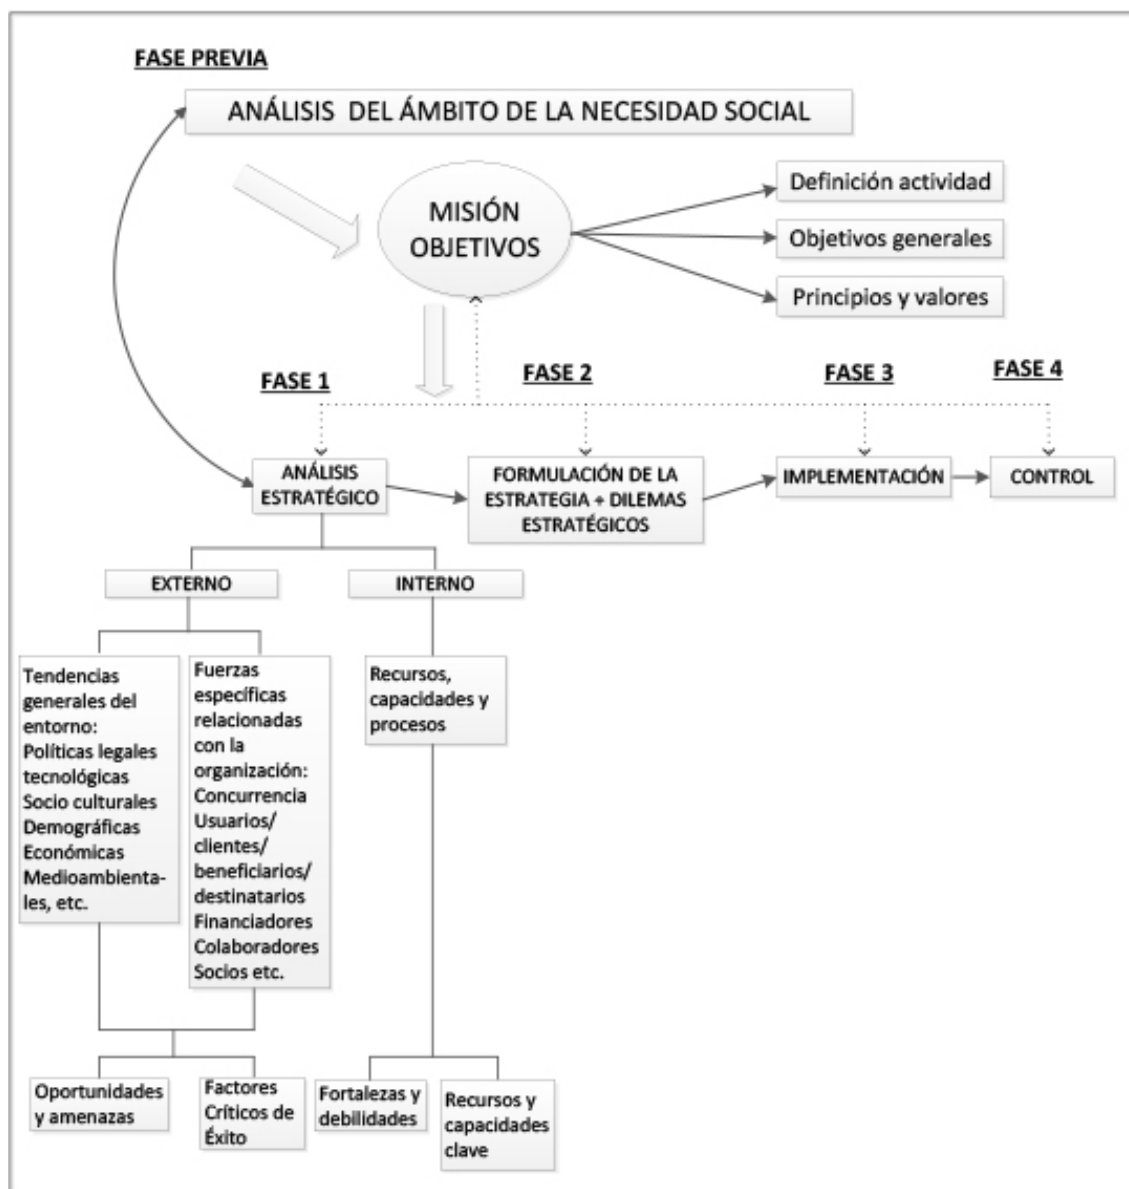 FASE PREVIA
ANÁLISIS DEL ÁMBITO DE LA NECESIDAD SOCIAL
MISIÓN
OBJETIVOS
Definición actividad
Objetivos generales
Principios y valores
FASE 1
FASE 2
FASE 3
FASE 4
ANÁLISIS
ESTRATÉGICO
FORMULACIÓN DE LA
ESTRATEGIA + DILEMAS
ESTRATÉGICOS
IMPLEMENTACIÓN
CONTROL
EXTERNO
INTERNO
Tendencias
generales del
entorno:
Políticas legales
tecnológicas
Socio culturales
Demográficas
Económicas
Medioambienta-
les, etc.
Fuerzas
específicas
relacionadas
con la
organización:
Concurrencia
Usuarios/
clientes/
beneficiarios/
destinatarios
Financiadores
Colaboradores
Socios etc.
Recursos,
capacidades y
procesos
Oportunidades
y amenazas
Factores
Críticos de
Éxito
Fortalezas y
debilidades
Recursos y
capacidades
clave